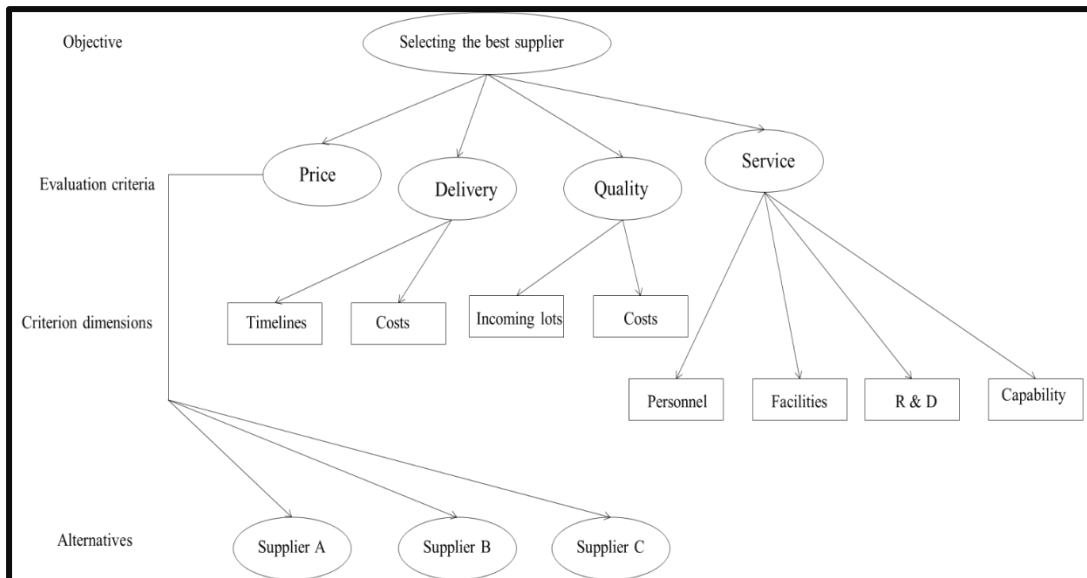 Objective
Selecting the best supplier
Evaluation criteria
Price
Delivery
Quality
Service
Criterion dimensions
Timelines
Costs
Incoming lots
Costs
Personnel
Facilities
R & D
Capability
Alternatives
Supplier A
Supplier B
Supplier C